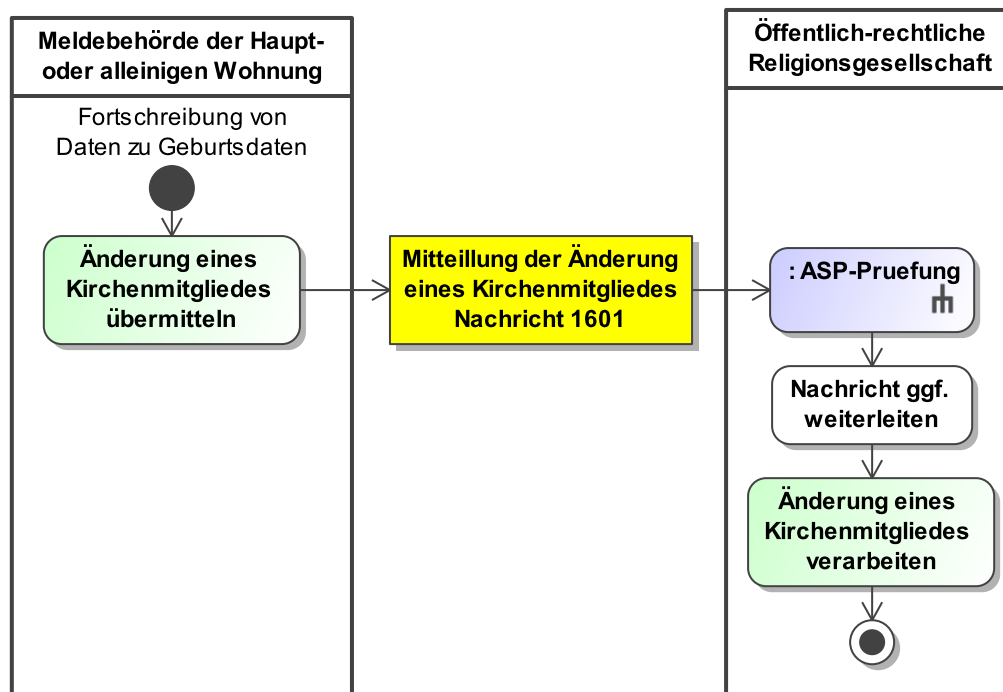 Meldebehörde der Haupt-
oder alleinigen Wohnung
Fortschreibung von
Daten zu Geburtsdaten
Änderung eines
Kirchenmitgliedes
übermitteln
Mitteillung der Änderung
eines Kirchenmitgliedes
Nachricht 1601
Öffentlich-rechtliche
Religionsgesellschaft
: ASP-Pruefung
Nachricht ggf.
weiterleiten
Änderung eines
Kirchenmitgliedes
verarbeiten